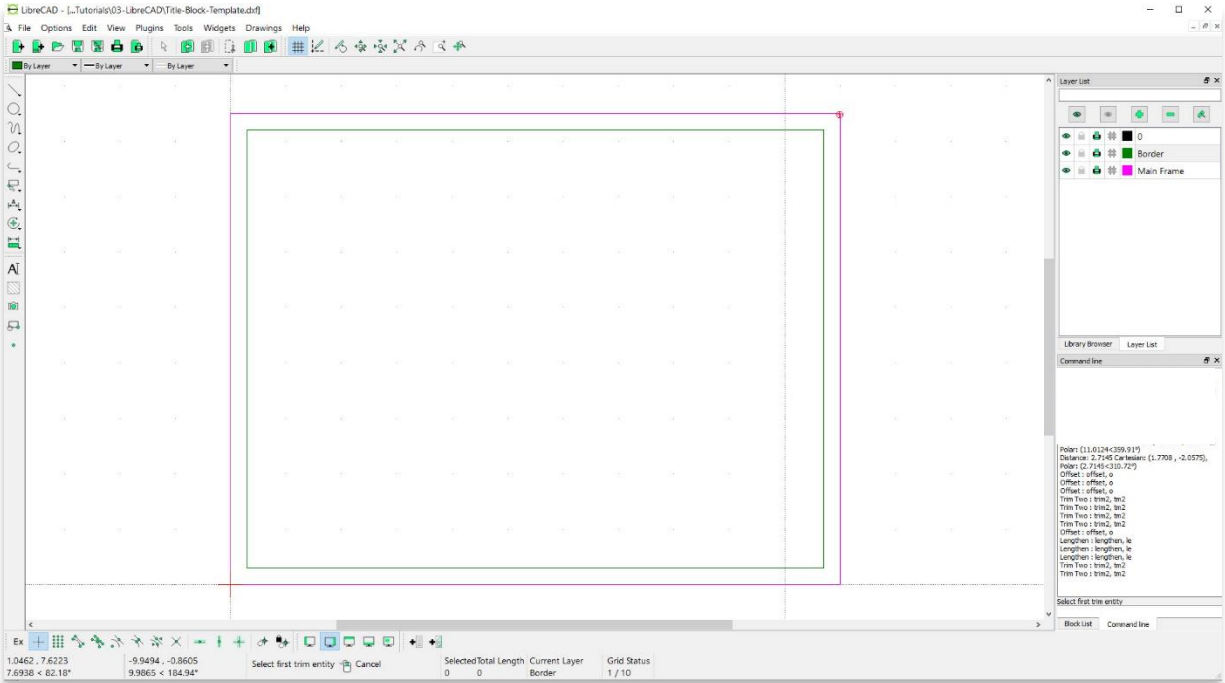 LibreCAD - [...Tutorials\03-LibreCAD\Title-Block-Template.dxf]
File Options Edit View Plugins Tools Widgets Drawings Help
By Layer By Layer By Layer
Layer List
0
Border
Main Frame
Library Browser Layer List
Command line
Polar: (11.0124<359.91°)
Distance: 2.7145 Cartesian: (1.7708 , -2.0575),
Polar: (2.7145<310.72°)
Offset : offset, o
Offset : offset, o
Offset : offset, o
Trim Two : trim2, tm2
Trim Two : trim2, tm2
Trim Two : trim2, tm2
Offset : offset, o
Lengthen : lengthen, le
Lengthen : lengthen, le
Lengthen : lengthen, le
Trim Two : trim2, tm2
Trim Two : trim2, tm2
Select first trim entity
Block List Command line
Ex
1.0462 , 7.6223 -9.9494 , -0.8605 Select first trim entity Cancel Selected Total Length Current Layer Grid Status
7.6938 < 82.18° 9.9865 < 184.94° 0 0 Border 1 / 10